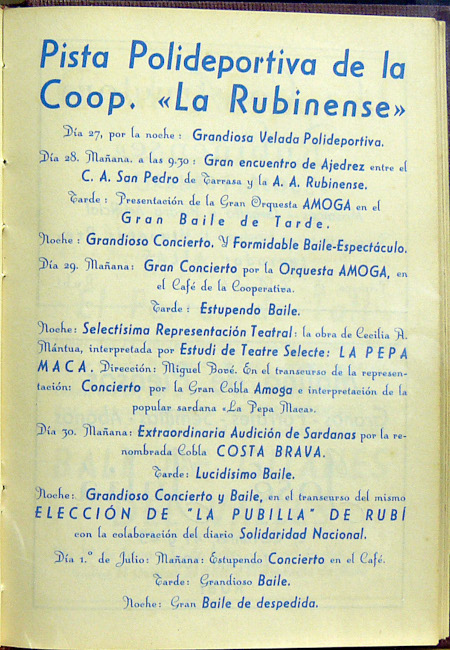 Pista Polideportiva de la
Coop. «La Rubinense»
Día 27, por la noche: Grandiosa Velada Polideportiva.
Día 28. Mañana. a las 9.30: Gran encuentro de Ajedrez entre el
C. A. San Pedro de Tarrasa y la A. A. Rubinense.
Tarde: Presentación de la Gran Orquesta AMOGA en el
Gran Baile de Tarde.
Noche: Grandioso Concierto. Y Formidable Baile-Espectáculo.
Día 29. Mañana: Gran Concierto por la Orquesta AMOGA, en
el Café de la Cooperativa.
Tarde: Estupendo Baile.
Noche: Selectísima Representación Teatral: la obra de Cecilia A.
Mántua, interpretada por Estudi de Teatre Selecte: LA PEPA
MACA. Dirección: Miguel Bové. En el transcurso de la represen-
tación: Concierto por la Gran Cobla Amoga e interpretación de la
popular sardana «La Pepa Maca».
Día 30. Mañana: Extraordinaria Audición de Sardanas por la re-
nombrada Cobla COSTA BRAVA.
Tarde: Lucidísimo Baile.
Noche: Grandioso Concierto y Baile, en el transcurso del mismo
ELECCIÓN DE "LA PUBILLA" DE RUBÍ
con la colaboración del diario Solidaridad Nacional.
Día 1.º de Julio: Mañana: Estupendo Concierto en el Café.
Tarde: Grandioso Baile.
Noche: Gran Baile de despedida.